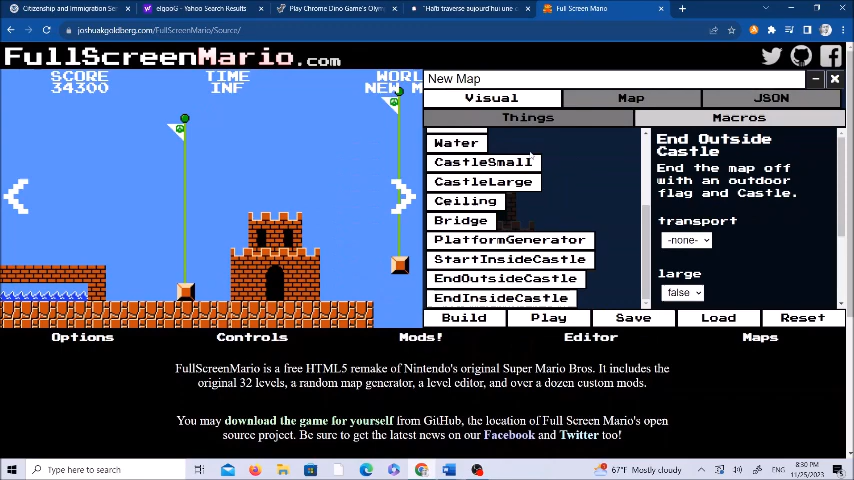 Citizenship and Immigration Se
elgooG - Yahoo Search Results
Play Chrome Dino Game's Olymp
"Hafti traverse aujourd'hui une c
Full Screen Mario
joshuakgoldberg.com/FullScreenMario/Source/
FullScreenMario.com
SCORE
34300
TIME
INF
WORL
NEW M
New Map
Visual
Map
JSON
Things
Macros
Water
CastleSmall
CastleLarge
Ceiling
Bridge
PlatformGenerator
StartInsideCastle
EndOutsideCastle
EndInsideCastle
End Outside
Castle
End the map off
with an outdoor
flag and Castle.
transport
-none-
large
false
Build
Play
Save
Load
Reset
Options
Controls
Mods!
Editor
Maps
FullScreenMario is a free HTML5 remake of Nintendo's original Super Mario Bros. It includes the
original 32 levels, a random map generator, a level editor, and over a dozen custom mods.
You may download the game for yourself from GitHub, the location of Full Screen Mario's open
source project. Be sure to get the latest news on our Facebook and Twitter too!
Type here to search
67°F Mostly cloudy
ENG
8:30 PM
11/25/2023
5